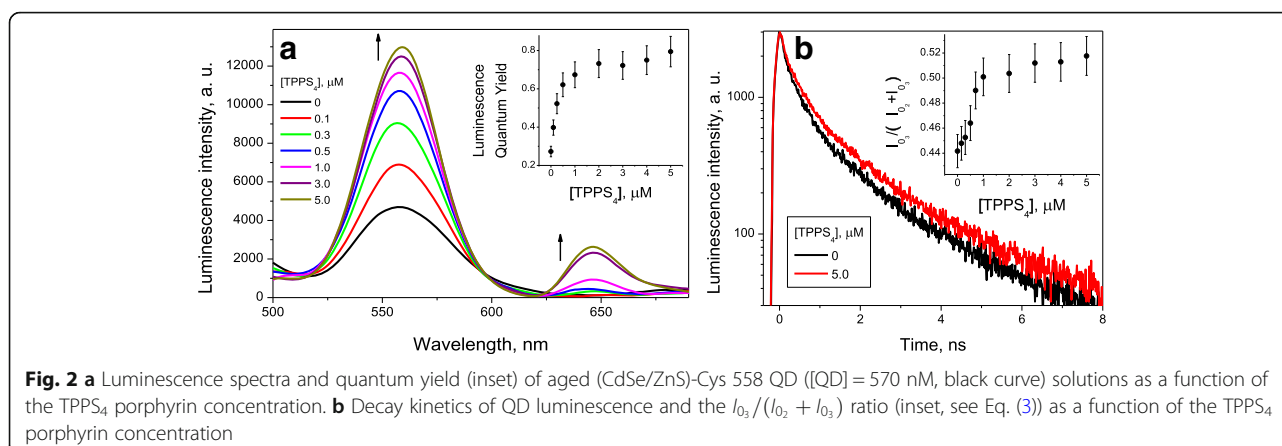 a
[TPPS4], µM
0
0.1
0.3
0.5
1.0
3.0
5.0
Luminescence intensity, a. u.
12000
10000
8000
6000
4000
2000
0
500 550 600 650
Wavelength, nm
Luminescence
Quantum Yield
0.8
0.6
0.4
0.2
0 1 2 3 4 5
[TPPS4], µM
b
Luminescence intensity, a. u.
1000
100
0 2 4 6 8
Time, ns
[TPPS4], µM
0
5.0
I03/( I02+I03)
0.52
0.50
0.48
0.46
0.44
0 1 2 3 4 5
[TPPS4], µM
Fig. 2 a Luminescence spectra and quantum yield (inset) of aged (CdSe/ZnS)-Cys 558 QD ([QD] = 570 nM, black curve) solutions as a function of
the TPPS4 porphyrin concentration. b Decay kinetics of QD luminescence and the I03/(I02 + I03) ratio (inset, see Eq. (3)) as a function of the TPPS4
porphyrin concentration